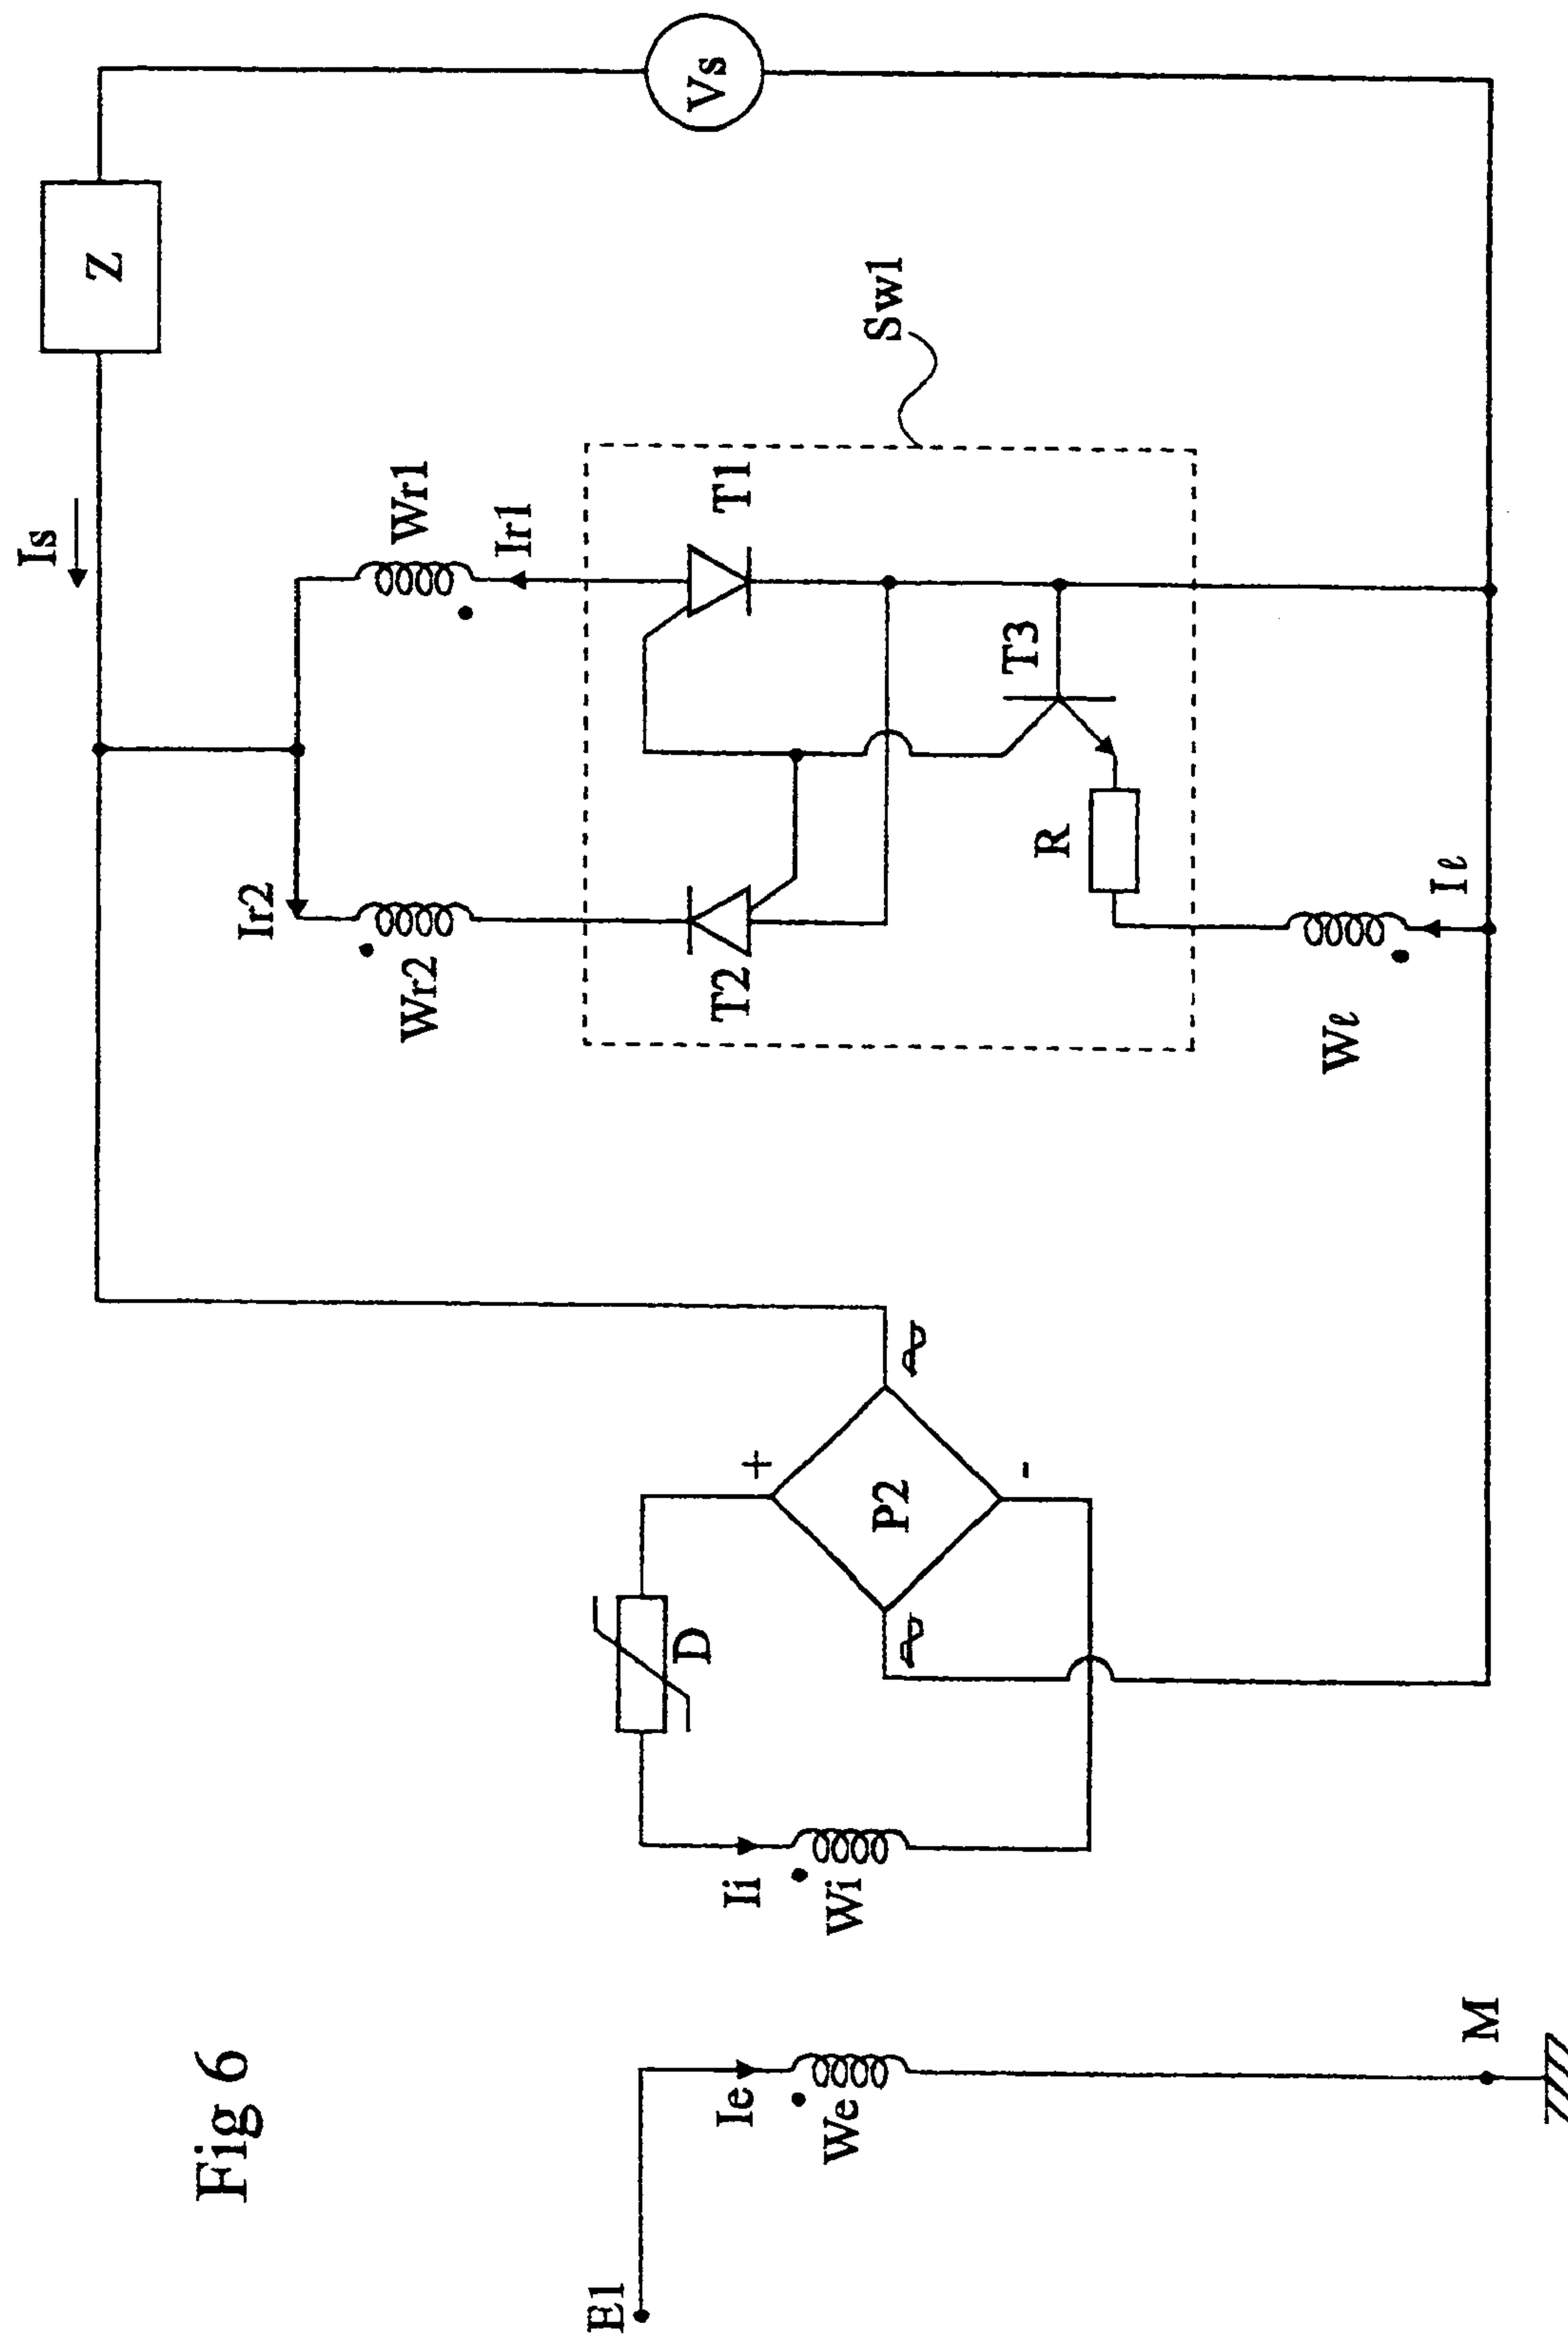 Fig 6
E1
Ie
We
M
Ii
Wi
D
+
P2
-
~
~
Ir2
Wr2
T2
R
Wℓ
Iℓ
Is
Wr1
Ir1
T1
T3
Sw1
Z
Vs